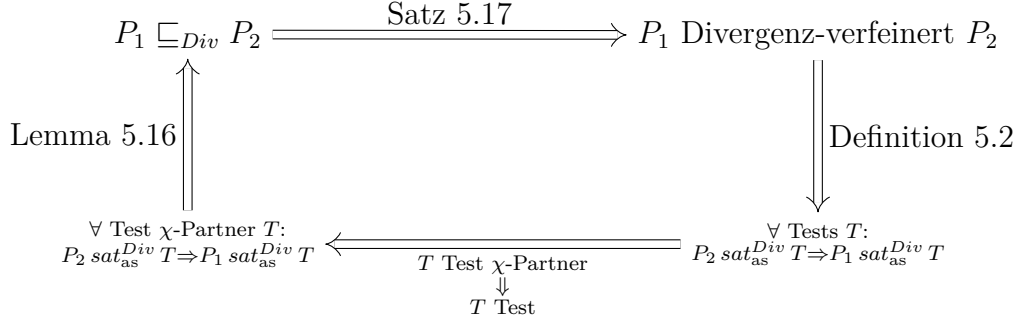 Satz 5.17
P₁ ⊑_Div P₂ ⟹ P₁ Divergenz-verfeinert P₂
Lemma 5.16
Definition 5.2
∀ Test χ-Partner T:
P₂ sat_as^Div T⇒P₁ sat_as^Div T
∀ Tests T:
P₂ sat_as^Div T⇒P₁ sat_as^Div T
T Test χ-Partner
⇓
T Test